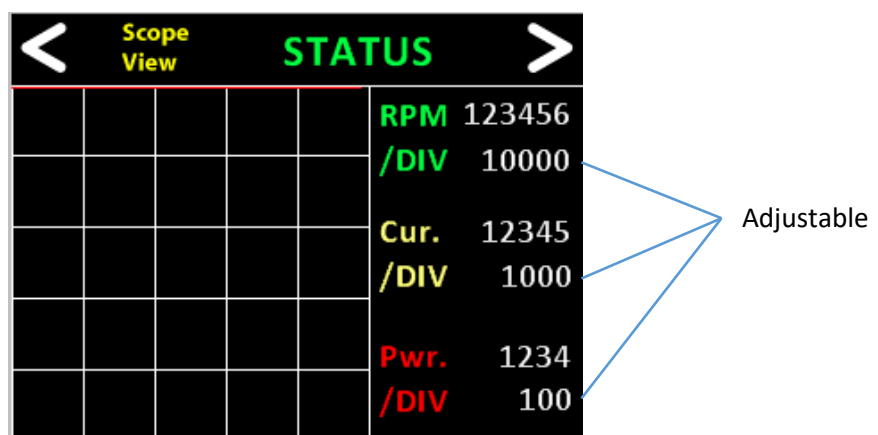 Scope
View
STATUS
RPM 123456
/DIV 10000
Adjustable
Cur. 12345
/DIV 1000
Pwr. 1234
/DIV 100